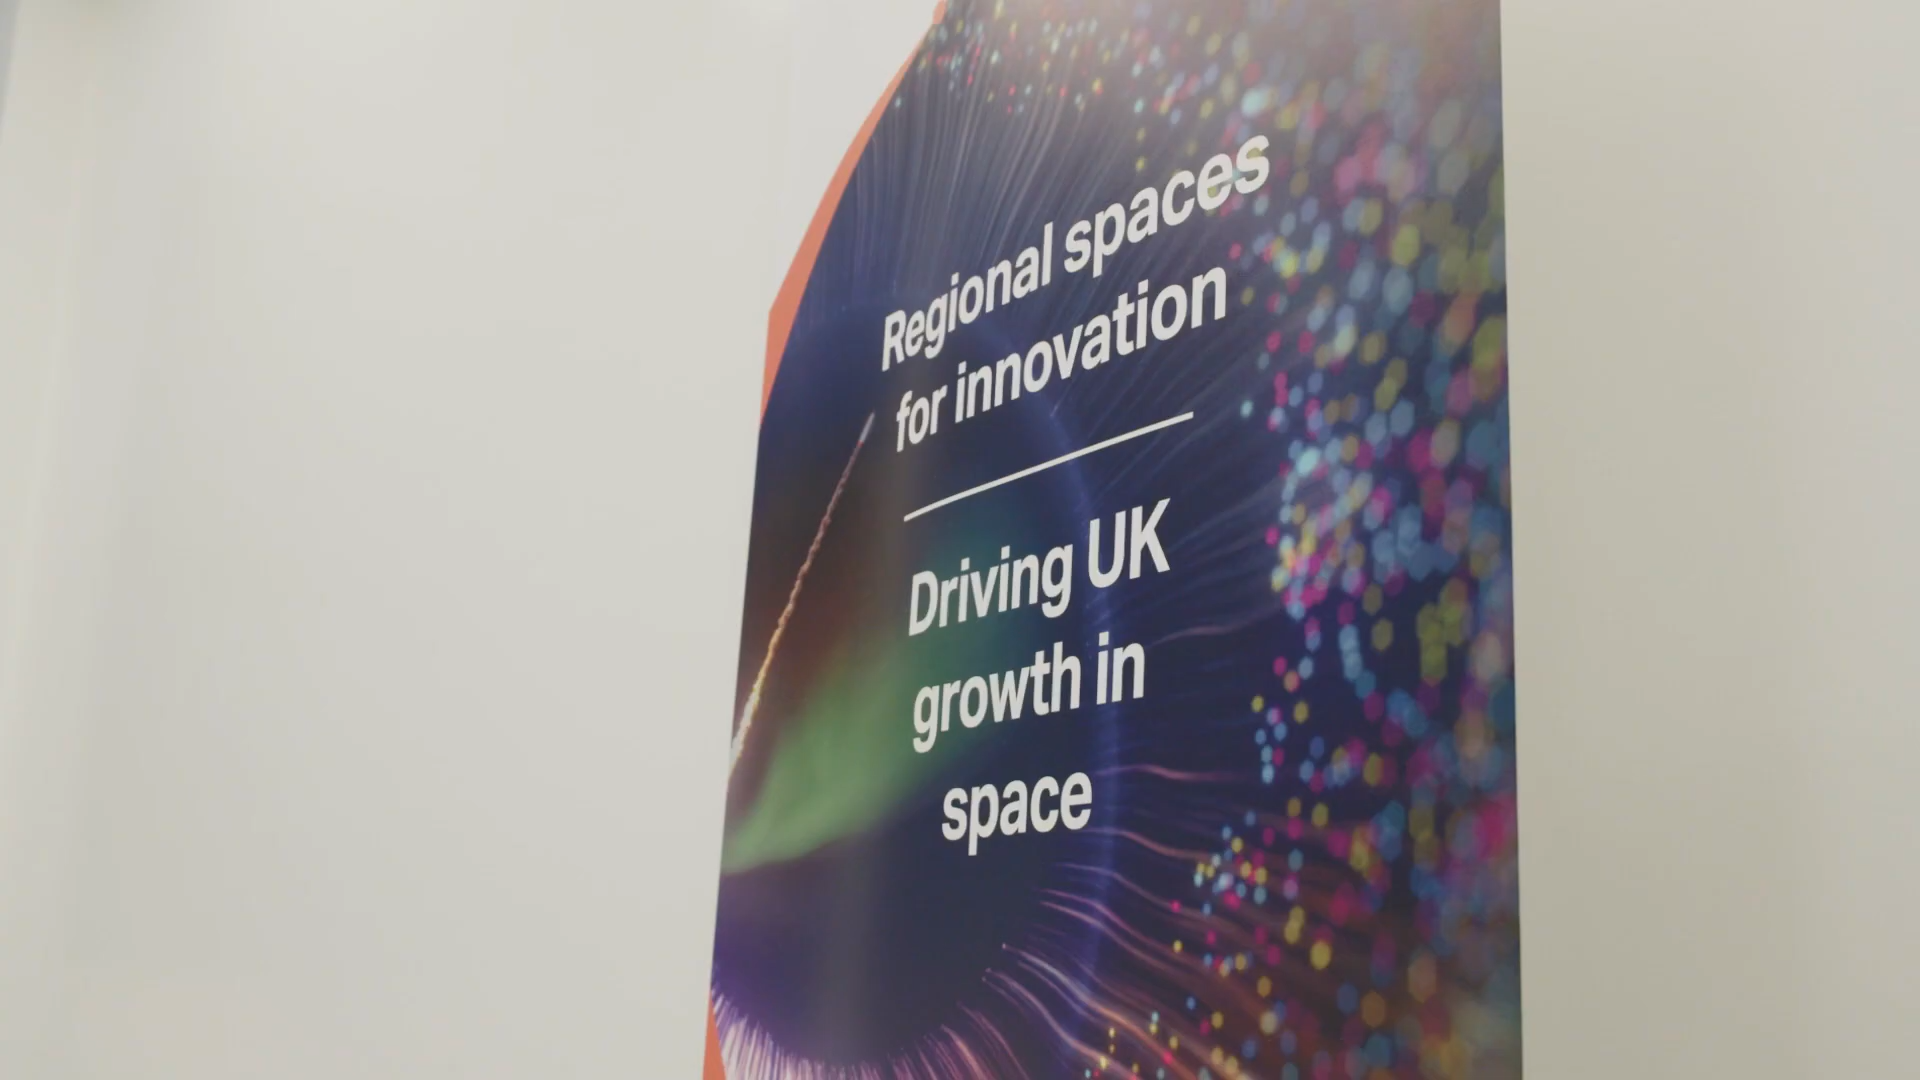 Regional spaces
for innovation
Driving UK
growth in
space